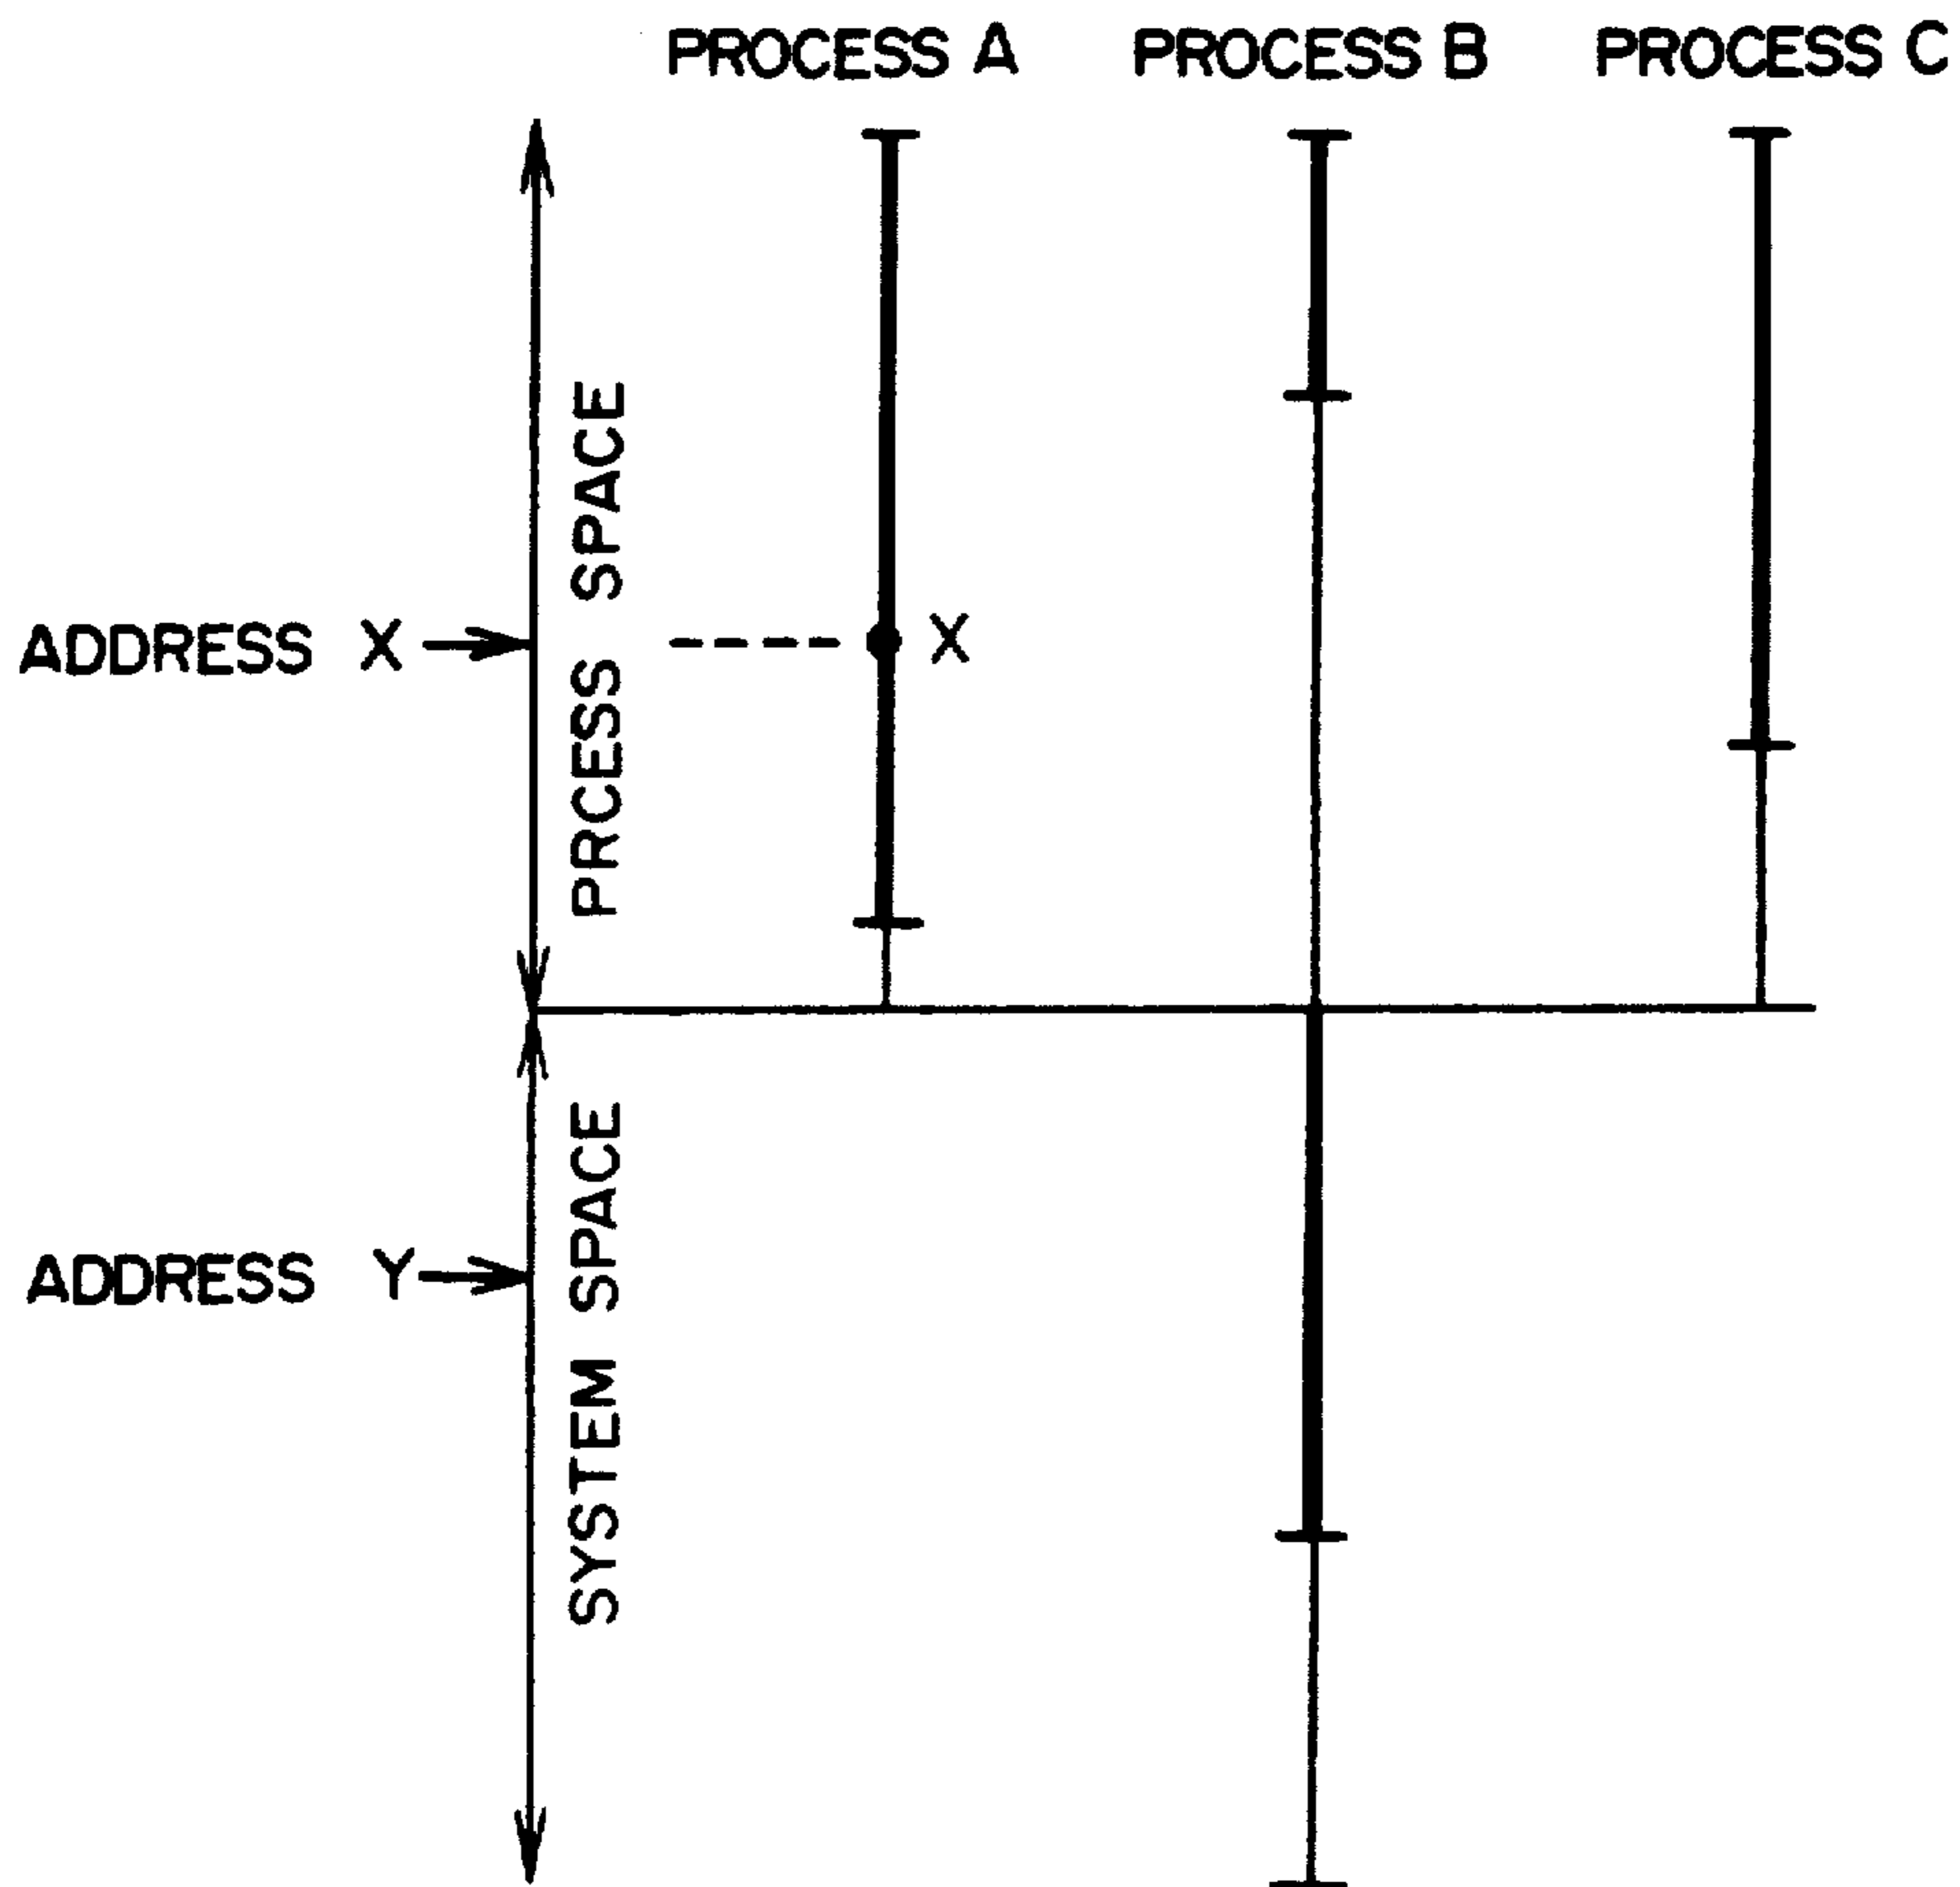 PROCESS A
PROCESS B
PROCESS C
PRCESS SPACE
ADDRESS X
X
ADDRESS Y
SYSTEM SPACE